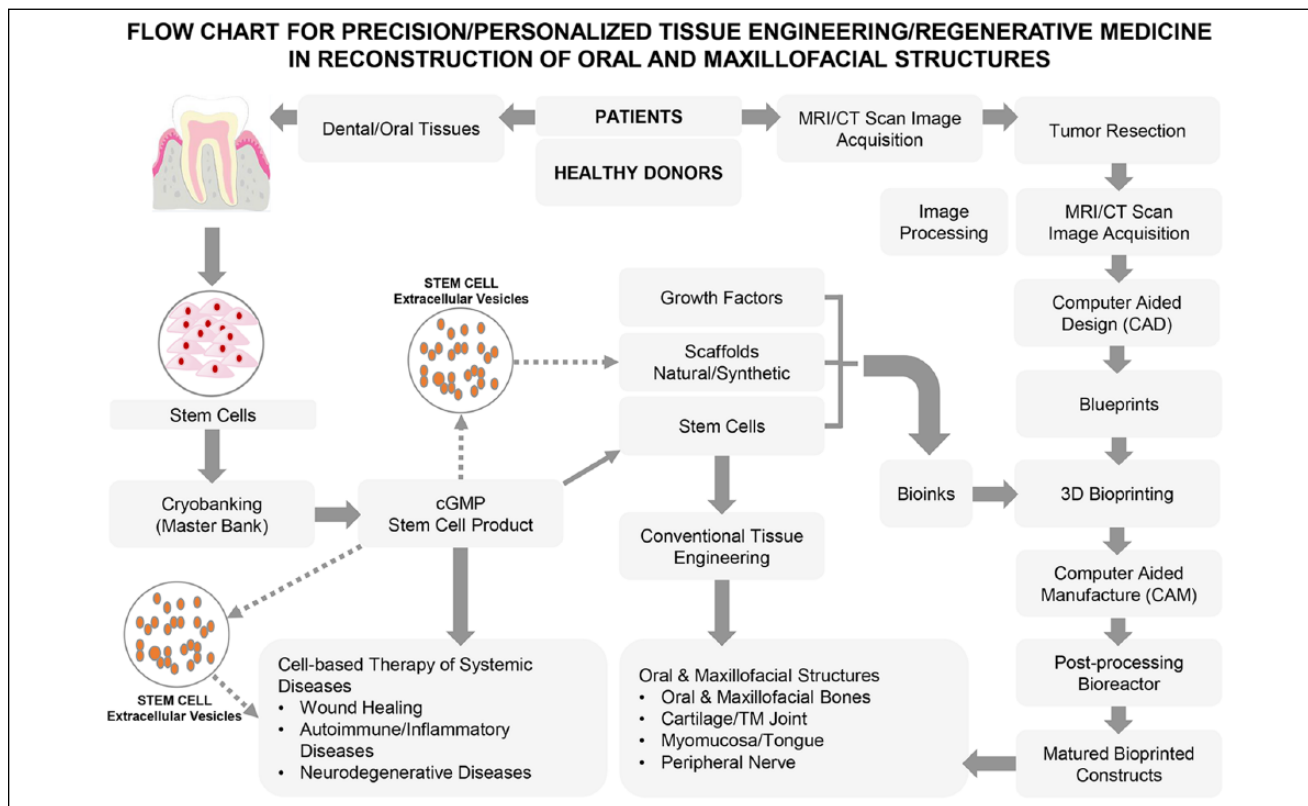 FLOW CHART FOR PRECISION/PERSONALIZED TISSUE ENGINEERING/REGENERATIVE MEDICINE
IN RECONSTRUCTION OF ORAL AND MAXILLOFACIAL STRUCTURES
Dental/Oral Tissues
PATIENTS
HEALTHY DONORS
MRI/CT Scan Image
Acquisition
Tumor Resection
Image
Processing
MRI/CT Scan
Image Acquisition
STEM CELL
Extracellular Vesicles
Growth Factors
Computer Aided
Design (CAD)
Scaffolds
Natural/Synthetic
Blueprints
Stem Cells
Stem Cells
Cryobanking
(Master Bank)
cGMP
Stem Cell Product
Bioinks
3D Bioprinting
Conventional Tissue
Engineering
Computer Aided
Manufacture (CAM)
STEM CELL
Extracellular Vesicles
Cell-based Therapy of Systemic
Diseases
• Wound Healing
• Autoimmune/Inflammatory
Diseases
• Neurodegenerative Diseases
Oral & Maxillofacial Structures
• Oral & Maxillofacial Bones
• Cartilage/TM Joint
• Myomucosa/Tongue
• Peripheral Nerve
Post-processing
Bioreactor
Matured Bioprinted
Constructs